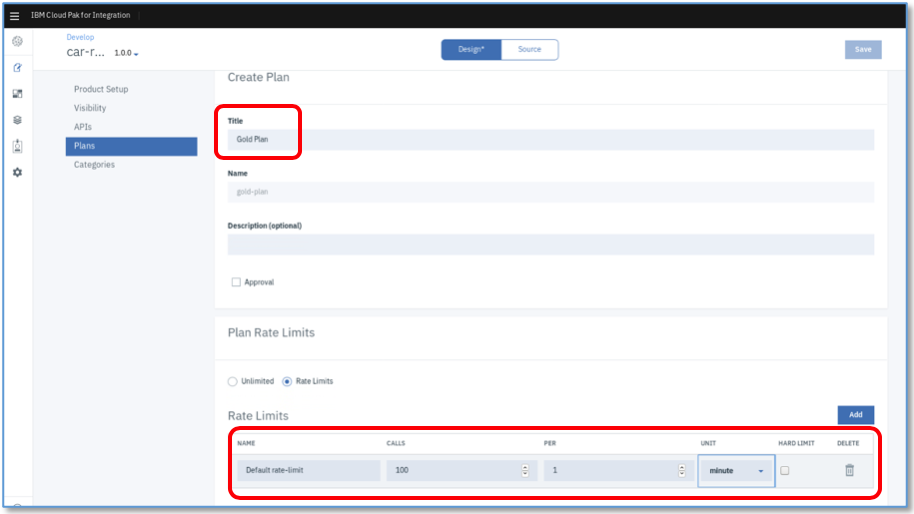 IBM Cloud Pak for Integration
Develop
car-r... 1.0.0
Design* Source
Save
Product Setup
Visibility
APIs
Plans
Categories
Create Plan
Title
Gold Plan
Name
gold-plan
Description (optional)
Approval
Plan Rate Limits
Unlimited Rate Limits
Rate Limits
Add
NAME CALLS PER UNIT HARD LIMIT DELETE
Default rate-limit 100 1 minute